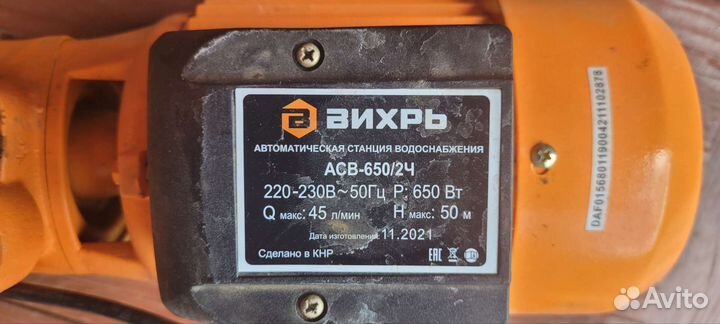 ВИХРЬ
АВТОМАТИЧЕСКАЯ СТАНЦИЯ ВОДОСНАБЖЕНИЯ
АСВ-650/2Ч
220-230В~50Гц P: 650 Вт
Q макс: 45 л/мин H макс: 50 м
Дата изготовления: 11.2021
Сделано в КНР
EAC
DAF015680119004211102878
Avito